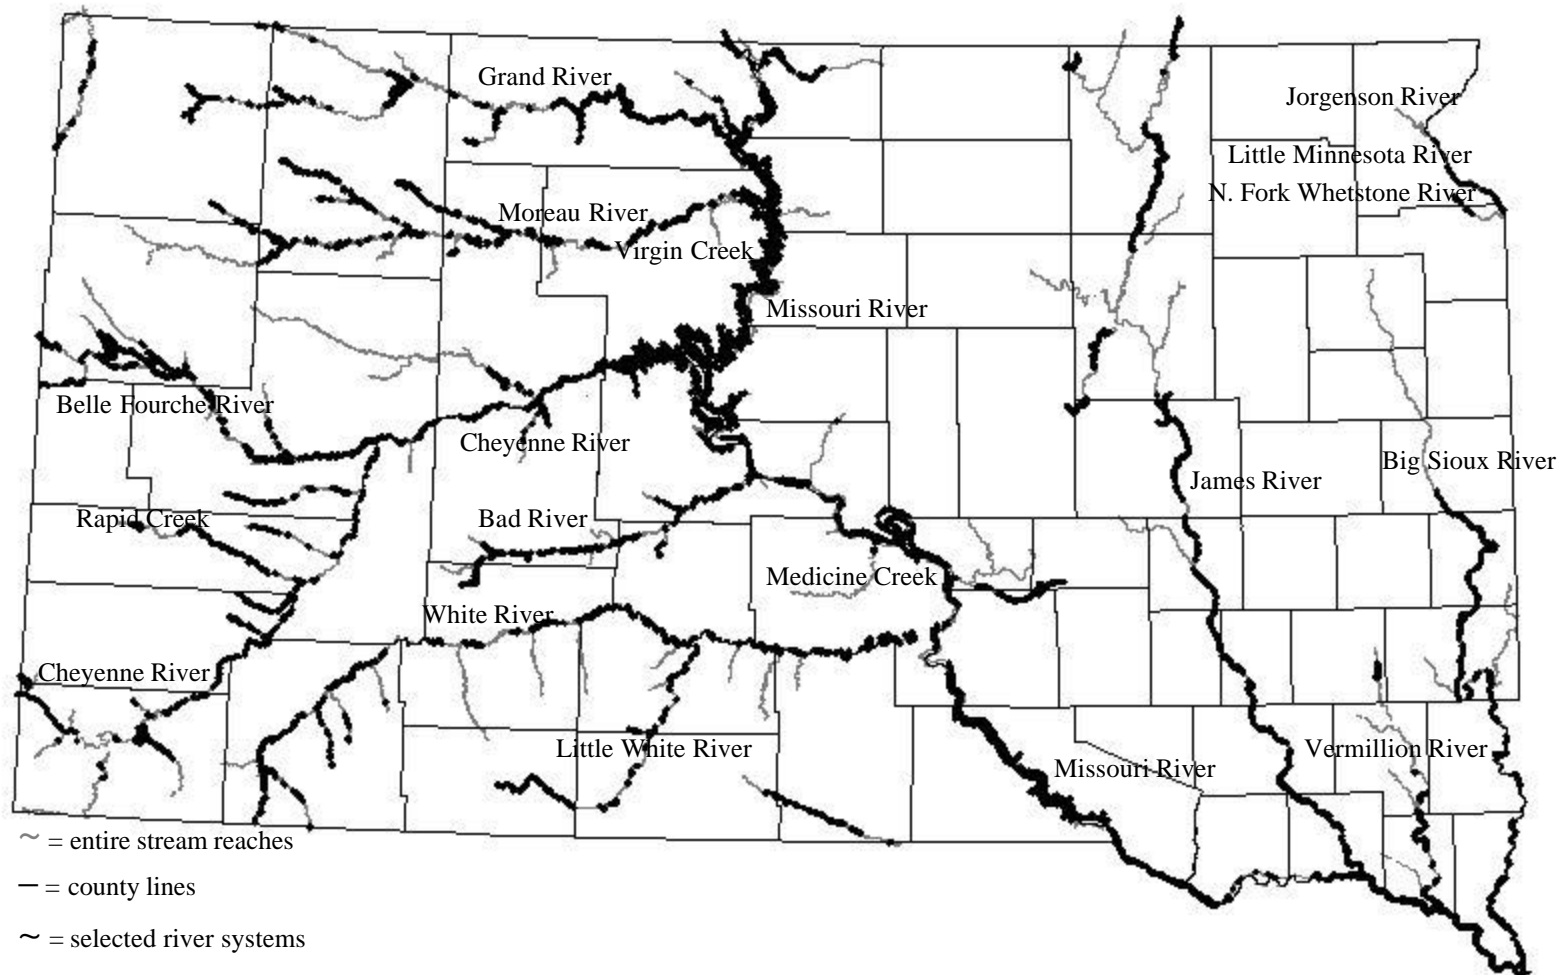 Grand River
Jorgenson River
Little Minnesota River
N. Fork Whetstone River
Moreau River
Virgin Creek
Missouri River
Belle Fourche River
Cheyenne River
Big Sioux River
James River
Rapid Creek
Bad River
Medicine Creek
White River
Cheyenne River
Little White River
Vermillion River
Missouri River
~ = entire stream reaches
— = county lines
~ = selected river systems